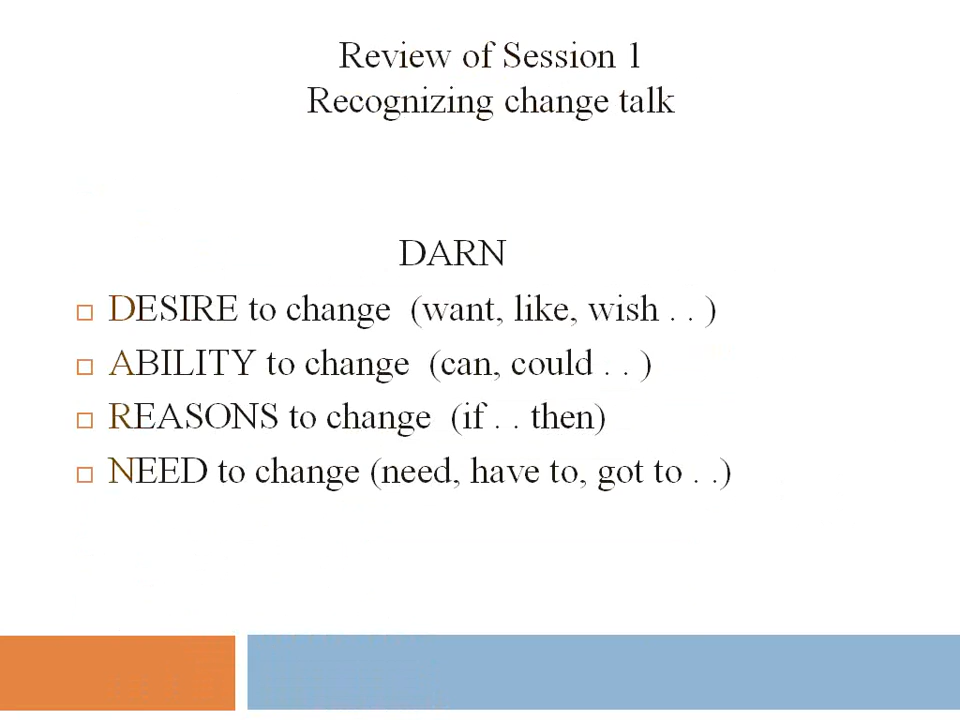 Review of Session 1
Recognizing change talk
DARN
DESIRE to change (want, like, wish . . )
ABILITY to change (can, could . . )
REASONS to change (if . . then)
NEED to change (need, have to, got to . .)